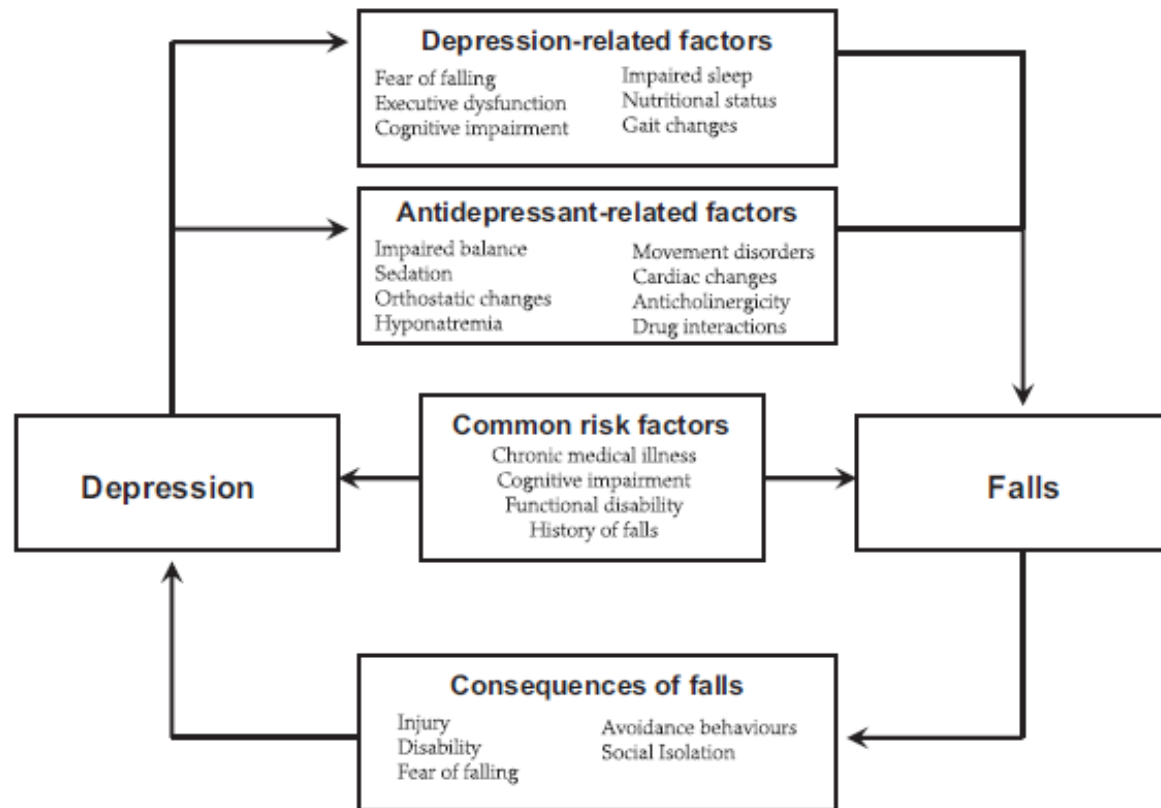 Depression-related factors
Fear of falling
Executive dysfunction
Cognitive impairment
Impaired sleep
Nutritional status
Gait changes
Antidepressant-related factors
Impaired balance
Sedation
Orthostatic changes
Hyponatremia
Movement disorders
Cardiac changes
Anticholinergicity
Drug interactions
Depression
Common risk factors
Chronic medical illness
Cognitive impairment
Functional disability
History of falls
Falls
Consequences of falls
Injury
Disability
Fear of falling
Avoidance behaviours
Social Isolation